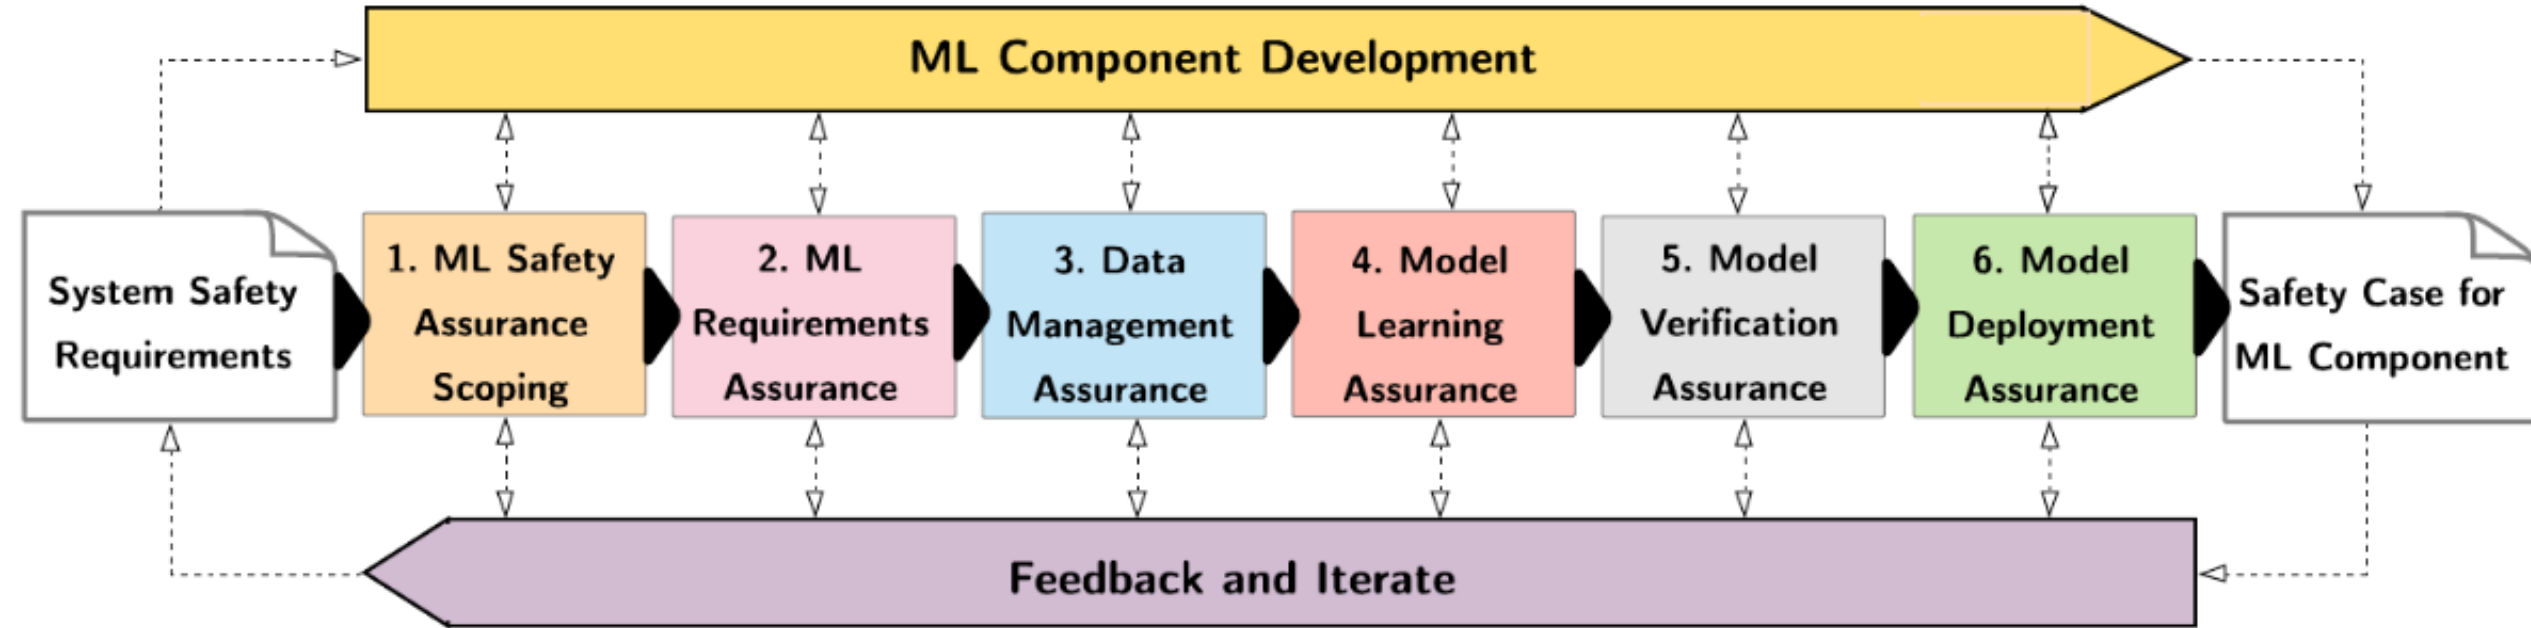 ML Component Development
System Safety
Requirements
1. ML Safety
Assurance
Scoping
2. ML
Requirements
Assurance
3. Data
Management
Assurance
4. Model
Learning
Assurance
5. Model
Verification
Assurance
6. Model
Deployment
Assurance
Safety Case for
ML Component
Feedback and Iterate